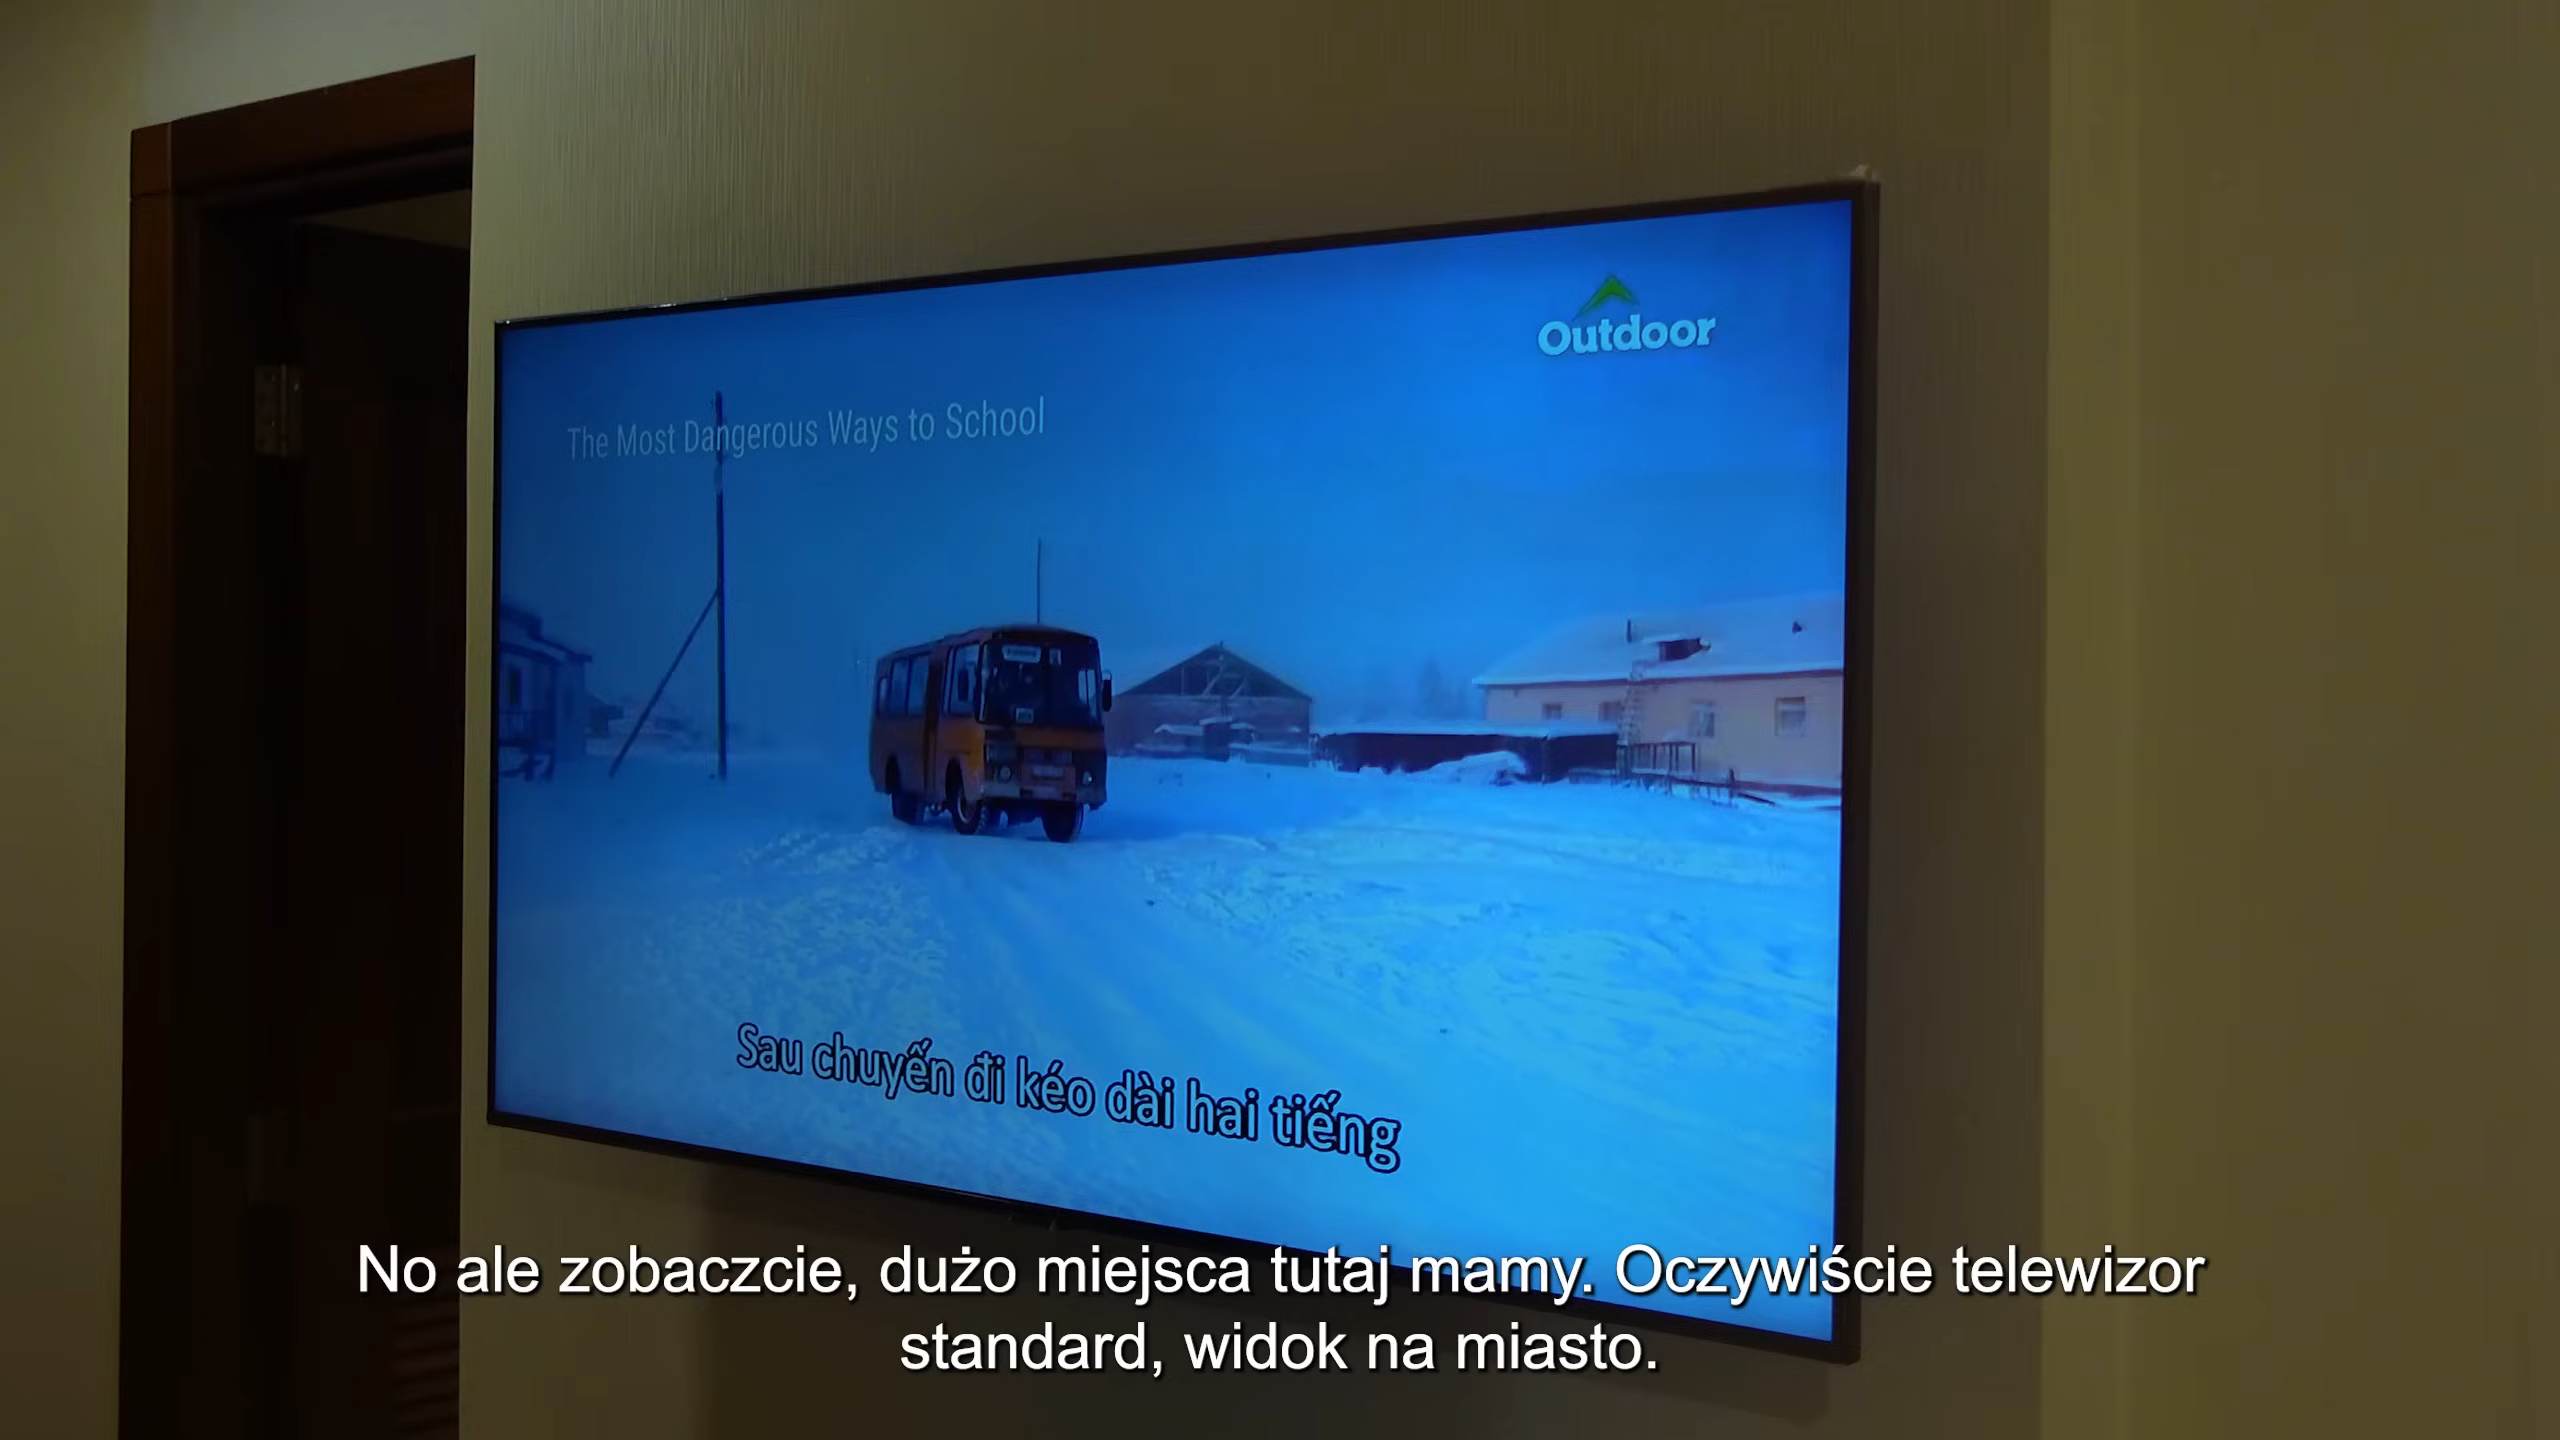 Outdoor
The Most Dangerous Ways to School
Sau chuyến đi kéo dài hai tiếng
No ale zobaczcie, dużo miejsca tutaj mamy. Oczywiście telewizor
standard, widok na miasto.